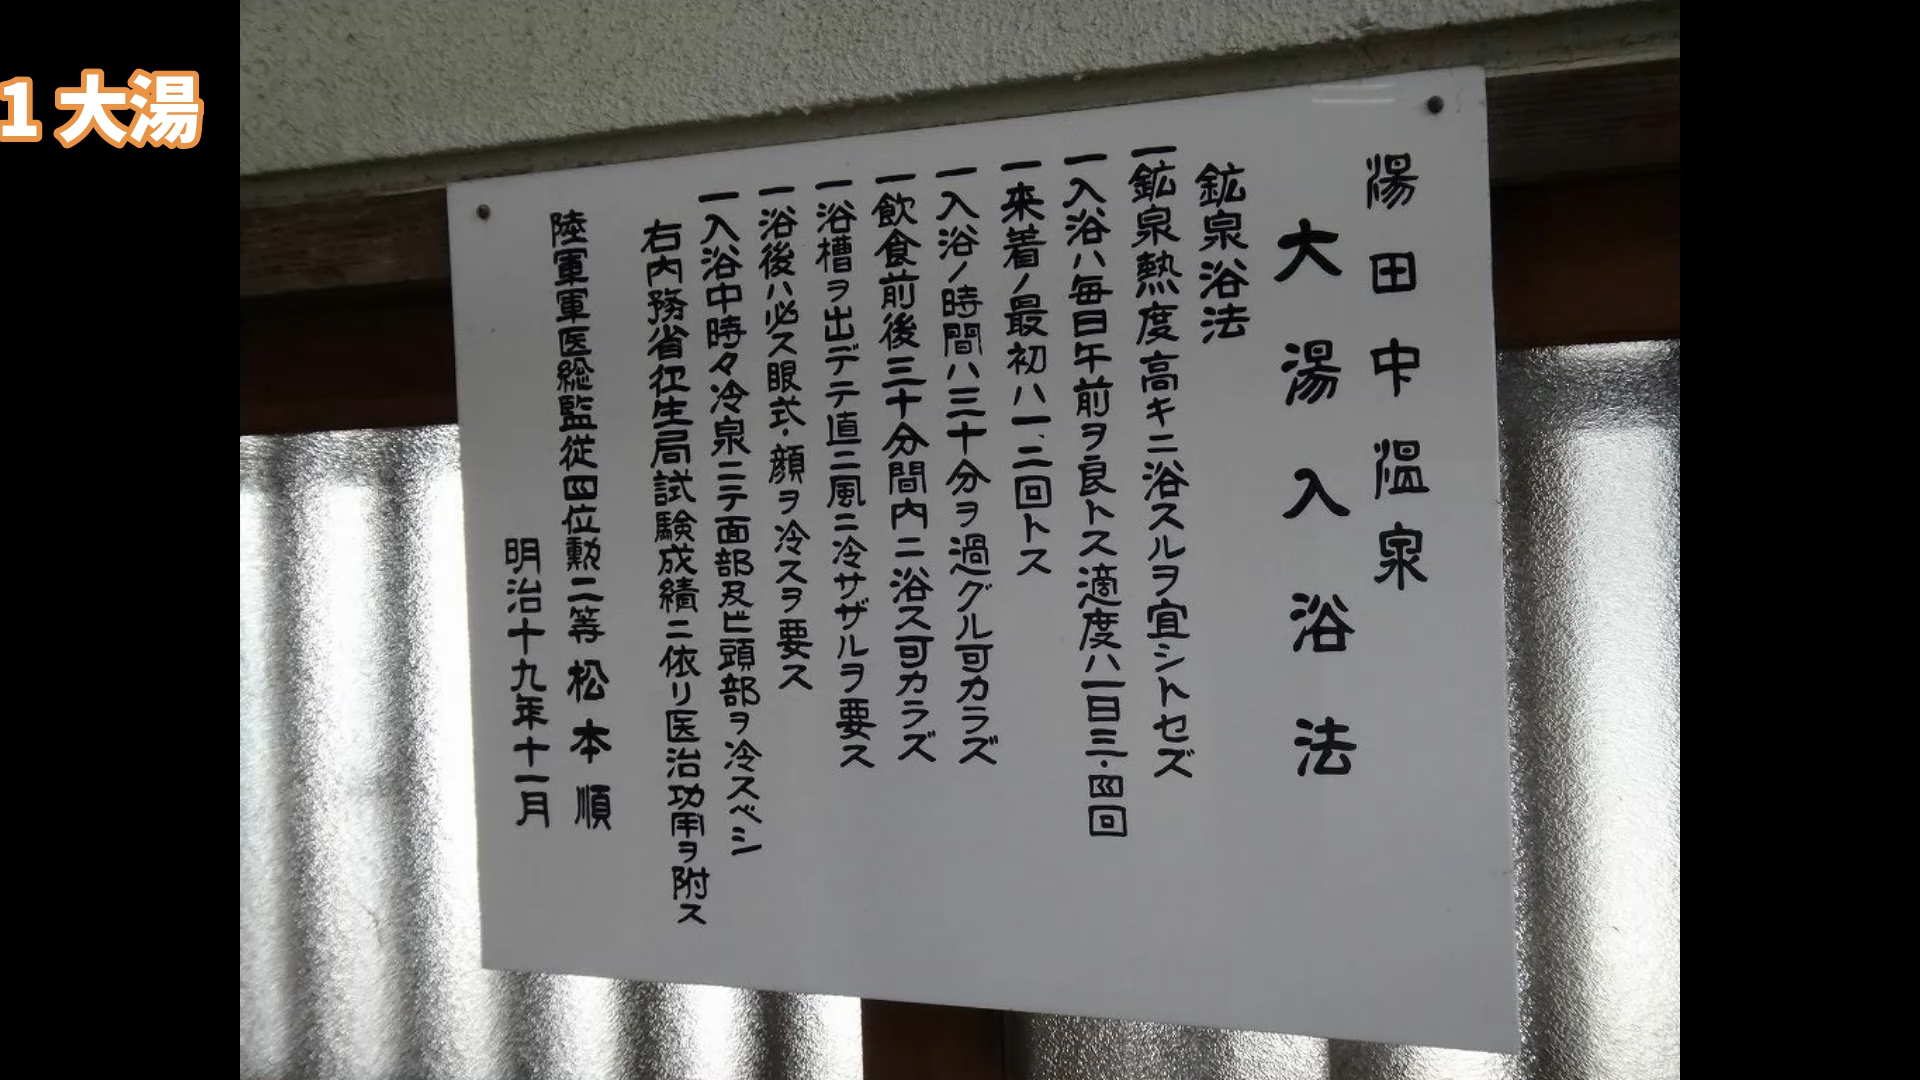 1 大湯
湯田中温泉
大湯入浴法
鉱泉浴法
一鉱泉熱度高キニ浴スルヲ宜シトセズ
一入浴ハ毎日午前ヲ良トス適度ハ一日三・四回
一来着ノ最初ハ一、二回トス
一入浴ノ時間ハ三十分ヲ過グル可カラズ
一飲食前後三十分間内ニ浴ス可カラズ
一浴槽ヲ出デテ直ニ風ニ冷サザルヲ要ス
一浴後ハ必ス眼式・顔ヲ冷スヲ要ス
一入浴中時々冷泉ニテ面部及ビ頭部ヲ冷スベシ
右内務省衛生局試験成績ニ依リ医治功用ヲ附ス
陸軍軍医総監従四位勲二等 松本順
明治十九年十一月